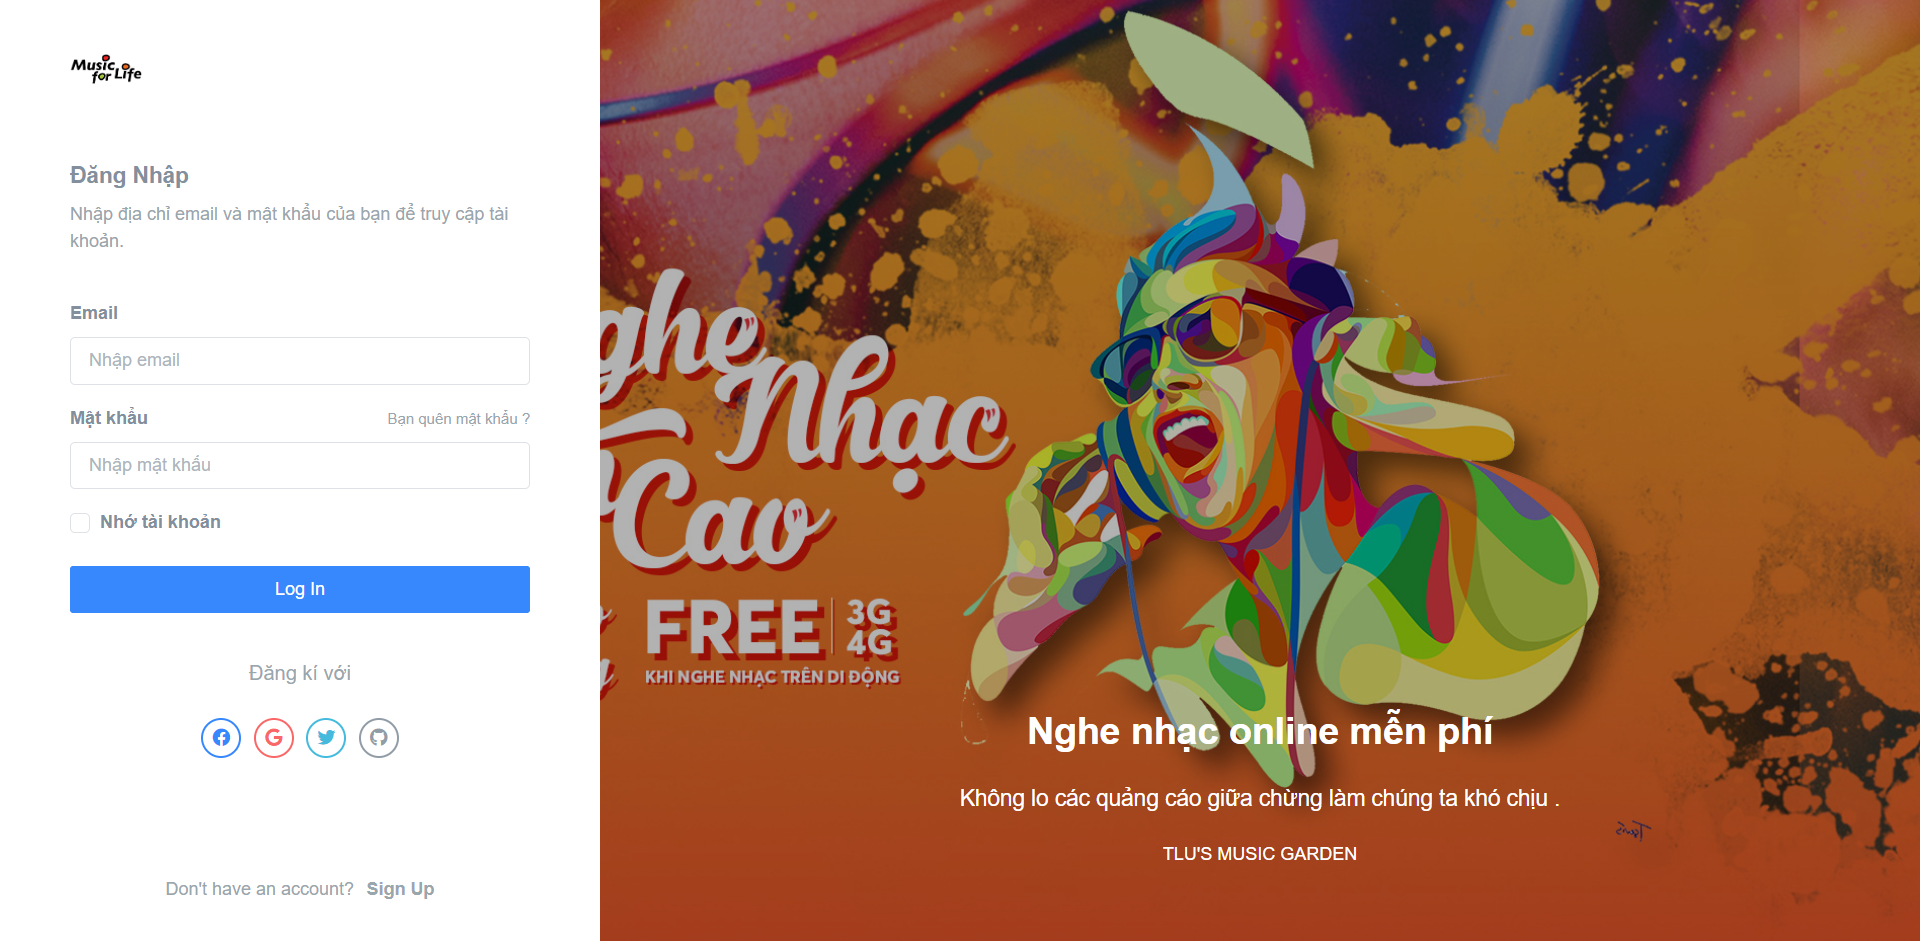 Music
for Life
Đăng Nhập
Nhập địa chỉ email và mật khẩu của bạn để truy cập tài
khoản.
Email
Nhập email
Mật khẩu
Bạn quên mật khẩu ?
Nhập mật khấu
Nhớ tài khoản
Log In
Đăng kí với
Don't have an account? Sign Up
ghe
Nhạc
Cao
FREE
3G
4G
KHI NGHE NHẠC TRÊN DI ĐỘNG
Nghe nhạc online mễn phí
Không lo các quảng cáo giữa chừng làm chúng ta khó chịu .
TLU'S MUSIC GARDEN